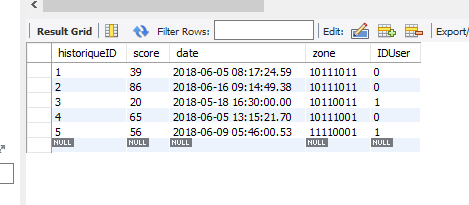 Result Grid Filter Rows: Edit: Export/
historiqueID score date zone IDUser
1 39 2018-06-05 08:17:24.59 10111011 0
2 86 2018-06-16 09:14:49.38 10111011 0
3 20 2018-05-18 16:30:00.00 10111011 1
4 65 2018-06-05 13:15:21.70 10110001 0
5 56 2018-06-09 05:46:00.53 11110001 1
NULL NULL NULL NULL NULL